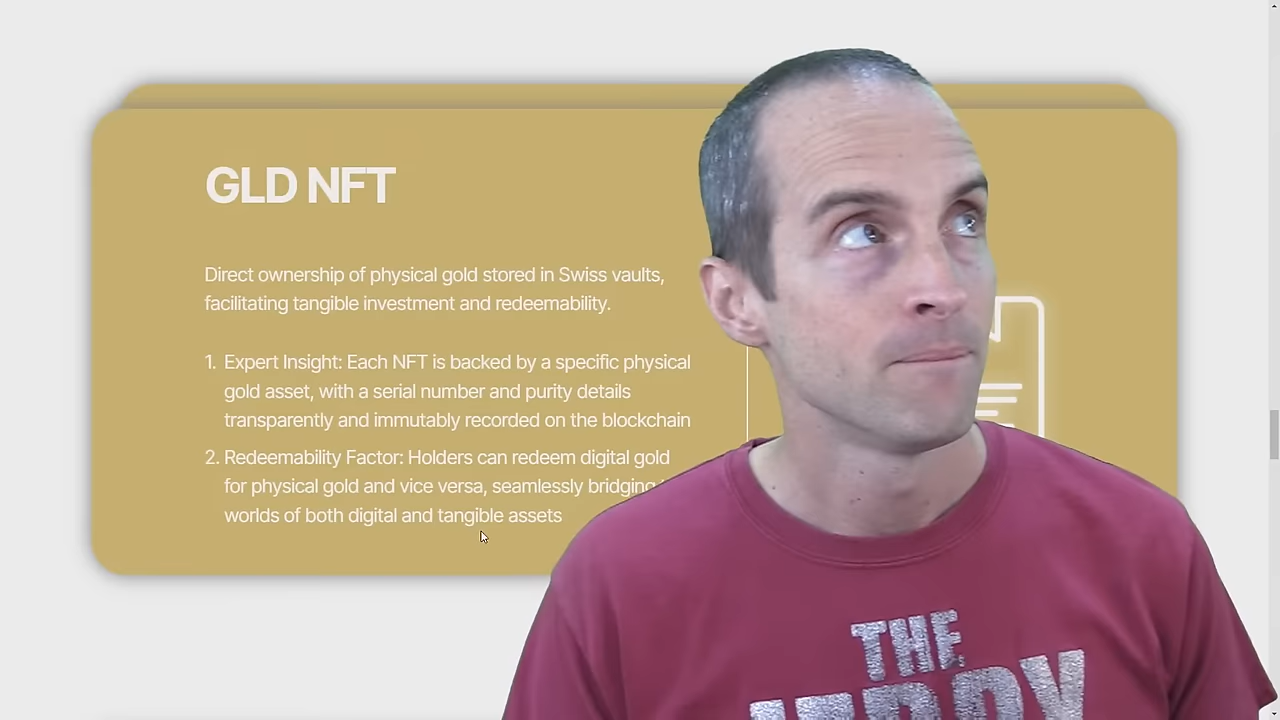 GLD NFT
Direct ownership of physical gold stored in Swiss vaults,
facilitating tangible investment and redeemability.
1. Expert Insight: Each NFT is backed by a specific physical
gold asset, with a serial number and purity details
transparently and immutably recorded on the blockchain
2. Redeemability Factor: Holders can redeem digital gold
for physical gold and vice versa, seamlessly bridging
worlds of both digital and tangible assets
THE